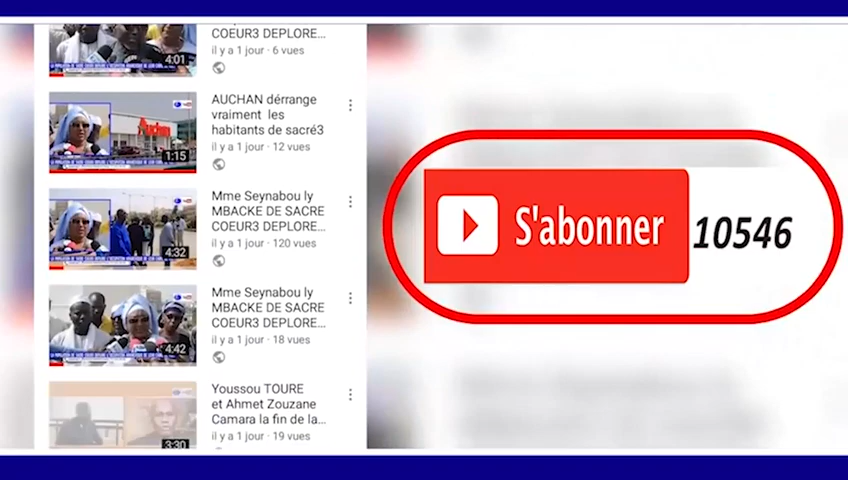 COEUR3 DEPLORE...
il y a 1 jour · 6 vues
4:01
AUCHAN dérrange
vraiment les
habitants de sacré3
il y a 1 jour · 12 vues
Auchan
1:15
Mme Seynabou ly
MBACKE DE SACRE
COEUR3 DEPLORE...
il y a 1 jour · 120 vues
4:32
Mme Seynabou ly
MBACKE DE SACRE
COEUR3 DEPLORE...
il y a 1 jour · 18 vues
4:42
Youssou TOURE
et Ahmet Zouzane
Camara la fin de la...
il y a 1 jour · 19 vues
3:30
S'abonner
10546